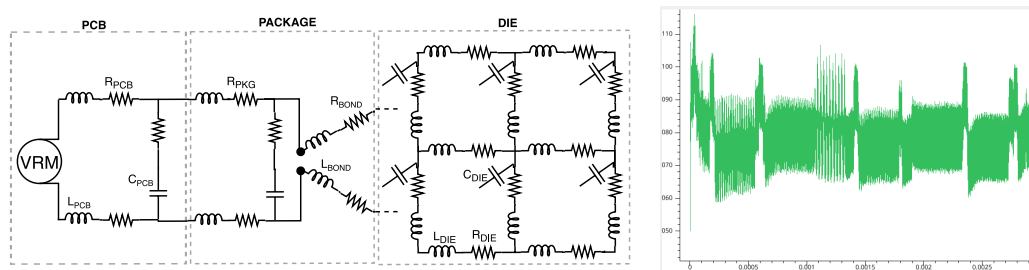 PCB
PACKAGE
DIE
R_PCB
R_PKG
R_BOND
VRM
C_PCB
L_BOND
C_DIE
L_PCB
L_DIE
R_DIE
110
100
090
080
070
060
050
0
0.0005
0.001
0.0015
0.002
0.0025